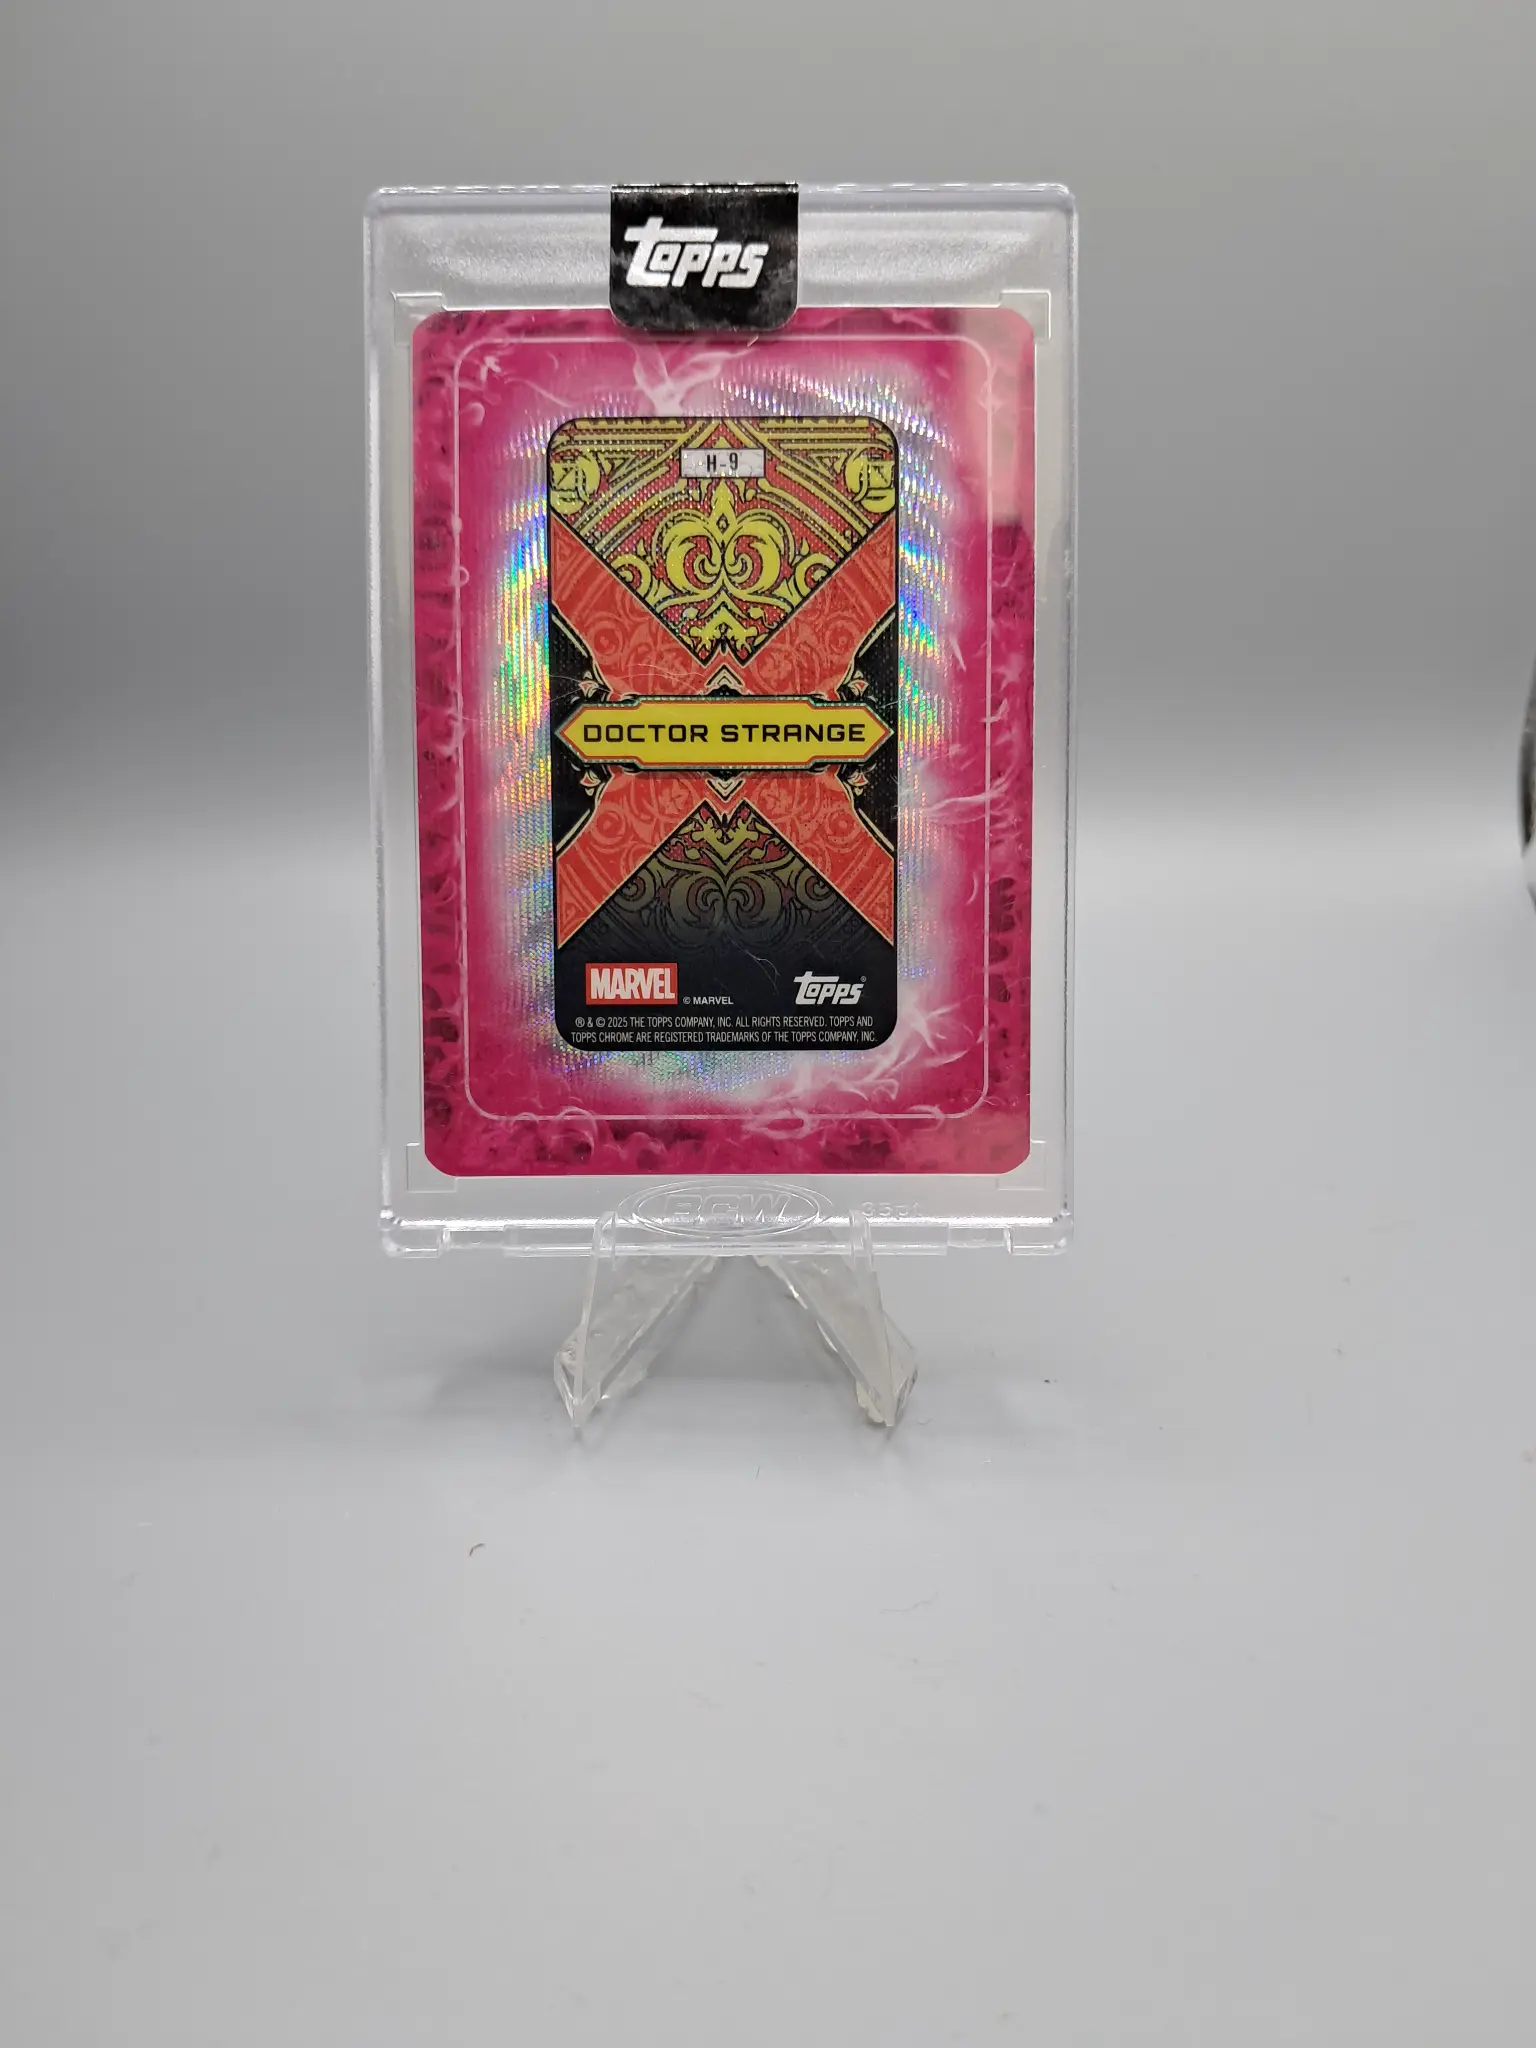 Topps
H-9
DOCTOR STRANGE
MARVEL © MARVEL Topps®
® & © 2025 THE TOPPS COMPANY, INC. ALL RIGHTS RESERVED. TOPPS AND
TOPPS CHROME ARE REGISTERED TRADEMARKS OF THE TOPPS COMPANY, INC.
BCW 35pt